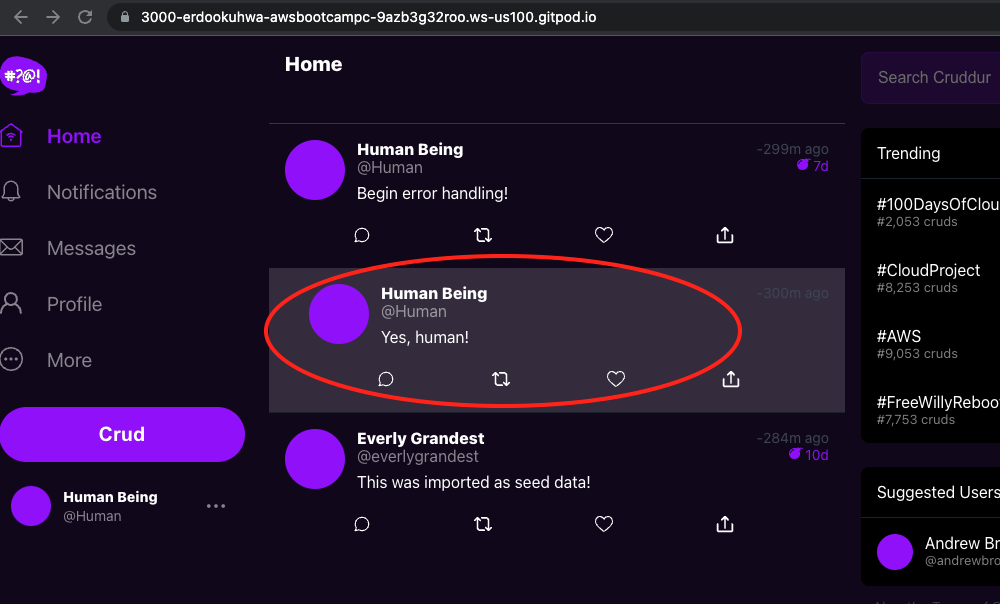 3000-erdookuhwa-awsbootcampc-9azb3g32roo.ws-us100.gitpod.io
#?@!
Home
Notifications
Messages
Profile
More
Crud
Human Being
@Human
Home
Human Being
-299m ago
@Human
7d
Begin error handling!
Human Being
-300m ago
@Human
Yes, human!
Everly Grandest
-284m ago
@everlygrandest
10d
This was imported as seed data!
Search Cruddur
Trending
#100DaysOfClou
#2,053 cruds
#CloudProject
#8,253 cruds
#AWS
#9,053 cruds
#FreeWillyReboo
#7,753 cruds
Suggested Users
Andrew Br
@andrewbro